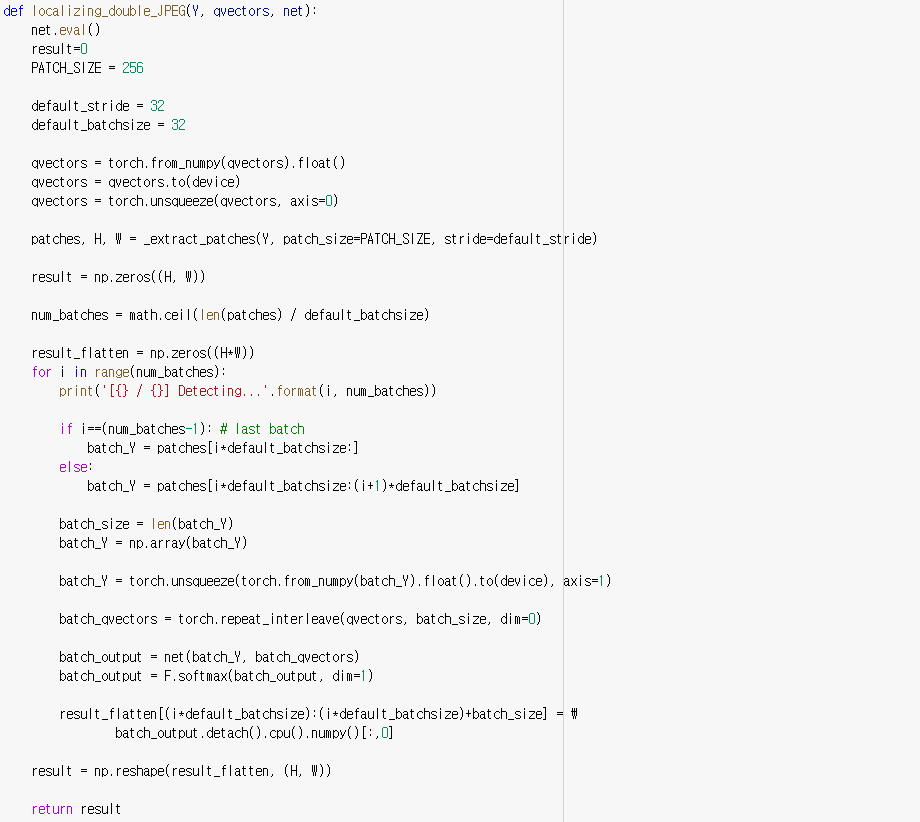 def localizing_double_JPEG(Y, qvectors, net):
    net.eval()
    result=0
    PATCH_SIZE = 256

    default_stride = 32
    default_batchsize = 32

    qvectors = torch.from_numpy(qvectors).float()
    qvectors = qvectors.to(device)
    qvectors = torch.unsqueeze(qvectors, axis=0)

    patches, H, W = _extract_patches(Y, patch_size=PATCH_SIZE, stride=default_stride)

    result = np.zeros((H, W))

    num_batches = math.ceil(len(patches) / default_batchsize)

    result_flatten = np.zeros((H*W))
    for i in range(num_batches):
        print('[{} / {}] Detecting...'.format(i, num_batches))

        if i==(num_batches-1): # last batch
            batch_Y = patches[i*default_batchsize:]
        else:
            batch_Y = patches[i*default_batchsize:(i+1)*default_batchsize]

        batch_size = len(batch_Y)
        batch_Y = np.array(batch_Y)

        batch_Y = torch.unsqueeze(torch.from_numpy(batch_Y).float().to(device), axis=1)

        batch_qvectors = torch.repeat_interleave(qvectors, batch_size, dim=0)

        batch_output = net(batch_Y, batch_qvectors)
        batch_output = F.softmax(batch_output, dim=1)

        result_flatten[(i*default_batchsize):(i*default_batchsize)+batch_size] = ₩
                batch_output.detach().cpu().numpy()[:,0]

    result = np.reshape(result_flatten, (H, W))

    return result